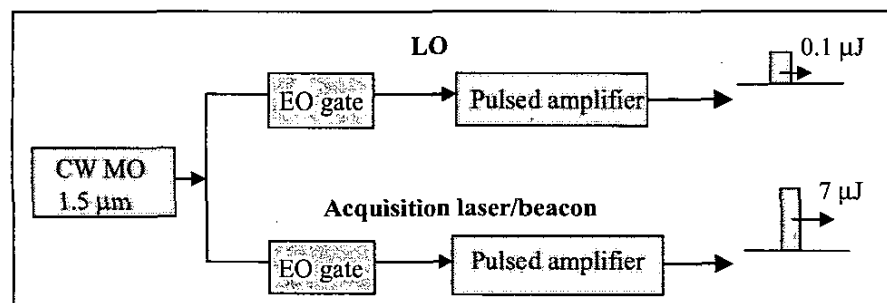 LO
0.1 μJ
EO gate
Pulsed amplifier
CW MO
1.5 μm
Acquisition laser/beacon
7 μJ
EO gate
Pulsed amplifier